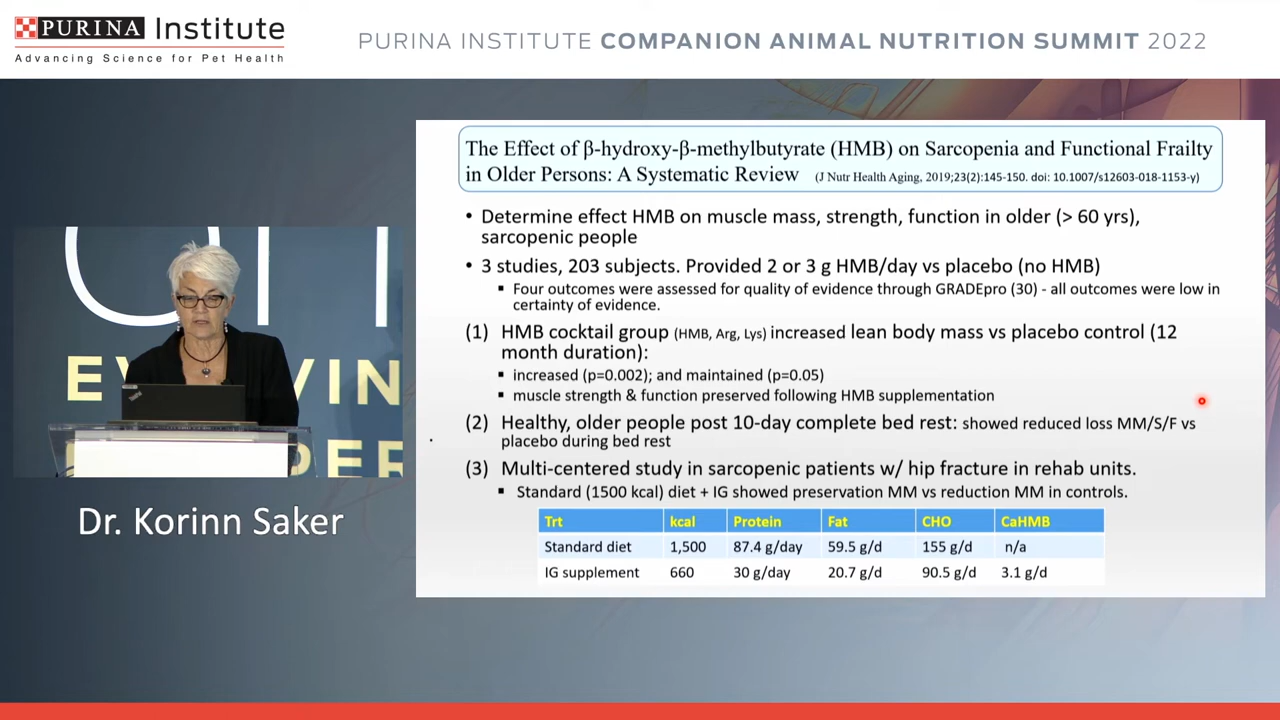 PURINA Institute
Advancing Science for Pet Health
PURINA INSTITUTE COMPANION ANIMAL NUTRITION SUMMIT 2022
The Effect of β-hydroxy-β-methylbutyrate (HMB) on Sarcopenia and Functional Frailty
in Older Persons: A Systematic Review (J Nutr Health Aging, 2019;23(2):145-150. doi: 10.1007/s12603-018-1153-y)
• Determine effect HMB on muscle mass, strength, function in older (> 60 yrs),
sarcopenic people
• 3 studies, 203 subjects. Provided 2 or 3 g HMB/day vs placebo (no HMB)
▪ Four outcomes were assessed for quality of evidence through GRADEpro (30) - all outcomes were low in
certainty of evidence.
(1) HMB cocktail group (HMB, Arg, Lys) increased lean body mass vs placebo control (12
month duration):
▪ increased (p=0.002); and maintained (p=0.05)
▪ muscle strength & function preserved following HMB supplementation
(2) Healthy, older people post 10-day complete bed rest: showed reduced loss MM/S/F vs
placebo during bed rest
(3) Multi-centered study in sarcopenic patients w/ hip fracture in rehab units.
▪ Standard (1500 kcal) diet + IG showed preservation MM vs reduction MM in controls.
Trt kcal Protein Fat CHO CaHMB
Standard diet 1,500 87.4 g/day 59.5 g/d 155 g/d n/a
IG supplement 660 30 g/day 20.7 g/d 90.5 g/d 3.1 g/d
Dr. Korinn Saker